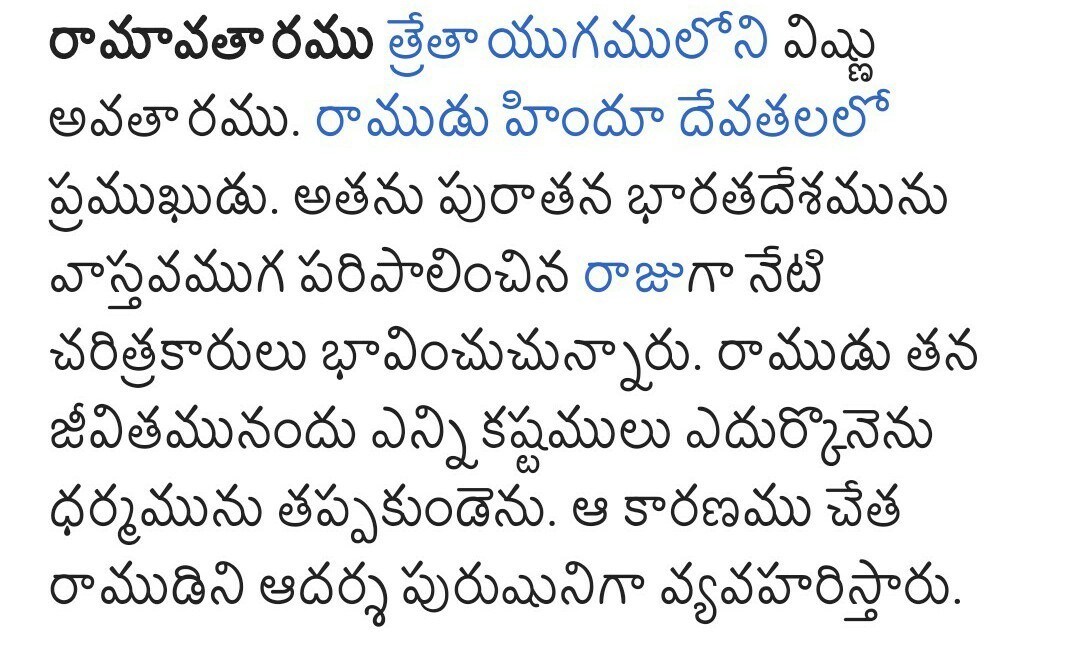 రామావతారము త్రేతాయుగములోని విష్ణు
అవతారము. రాముడు హిందూ దేవతలలో
ప్రముఖుడు. అతను పురాతన భారతదేశమును
వాస్తవముగ పరిపాలించిన రాజుగా నేటి
చరిత్రకారులు భావించుచున్నారు. రాముడు తన
జీవితమునందు ఎన్ని కష్టములు ఎదుర్కొనెను
ధర్మమును తప్పకుండెను. ఆ కారణము చేత
రాముడిని ఆదర్శ పురుషునిగా వ్యవహరిస్తారు.